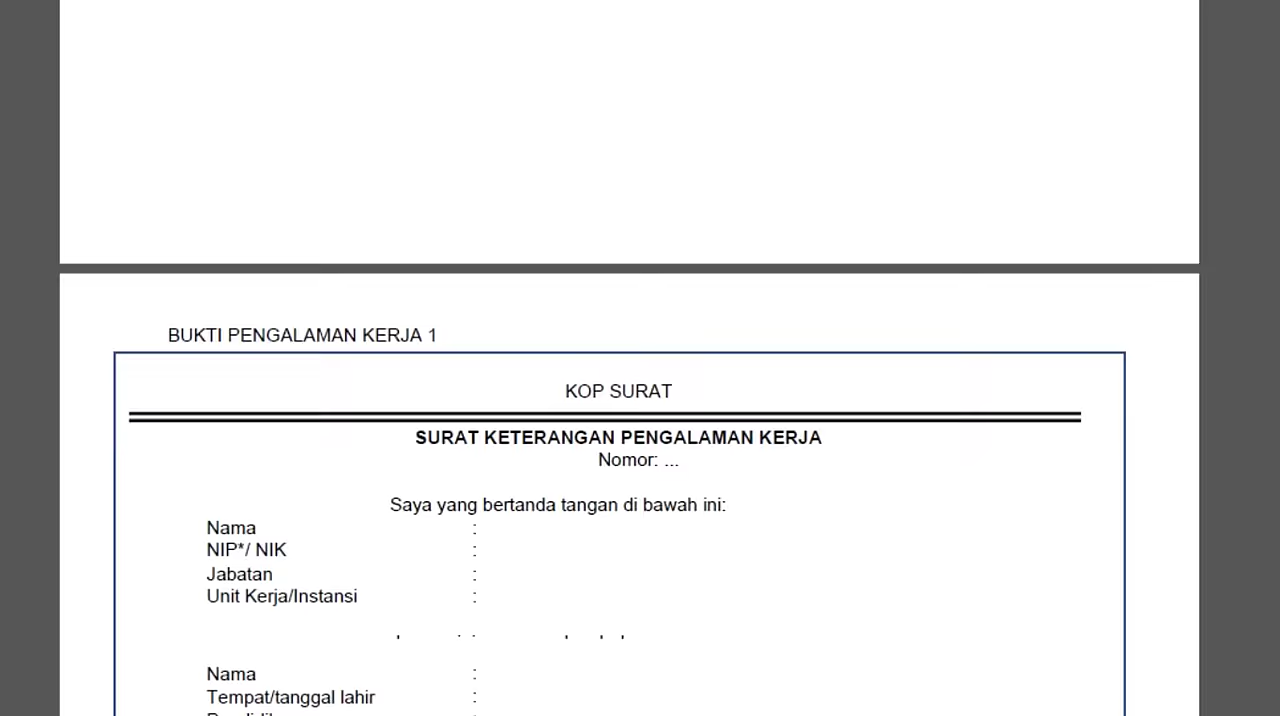 BUKTI PENGALAMAN KERJA 1
KOP SURAT
SURAT KETERANGAN PENGALAMAN KERJA
Nomor: ...
Saya yang bertanda tangan di bawah ini:
Nama :
NIP*/ NIK :
Jabatan :
Unit Kerja/Instansi :
Nama :
Tempat/tanggal lahir :